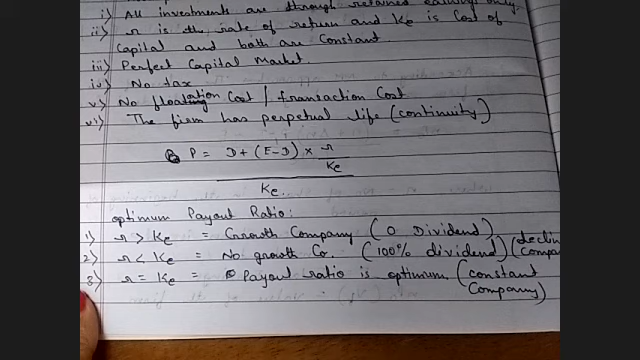 i) All investments are through retained earnings only.
ii) r is the rate of return and Ke is Cost of
Capital and both are Constant
iii) Perfect Capital Market.
iv) No tax
v) No floatation Cost / transaction Cost
vi) The firm has perpetual life (continuity)
P = D + (E-D) × r
Ke
Ke
optimum Payout Ratio:
1) r > Ke = Growth Company (0 Dividend)
2) r < Ke = No growth Co. (100% dividend) (declin
Compan
3) r = Ke = Payout ratio is optimum (constant
Company)